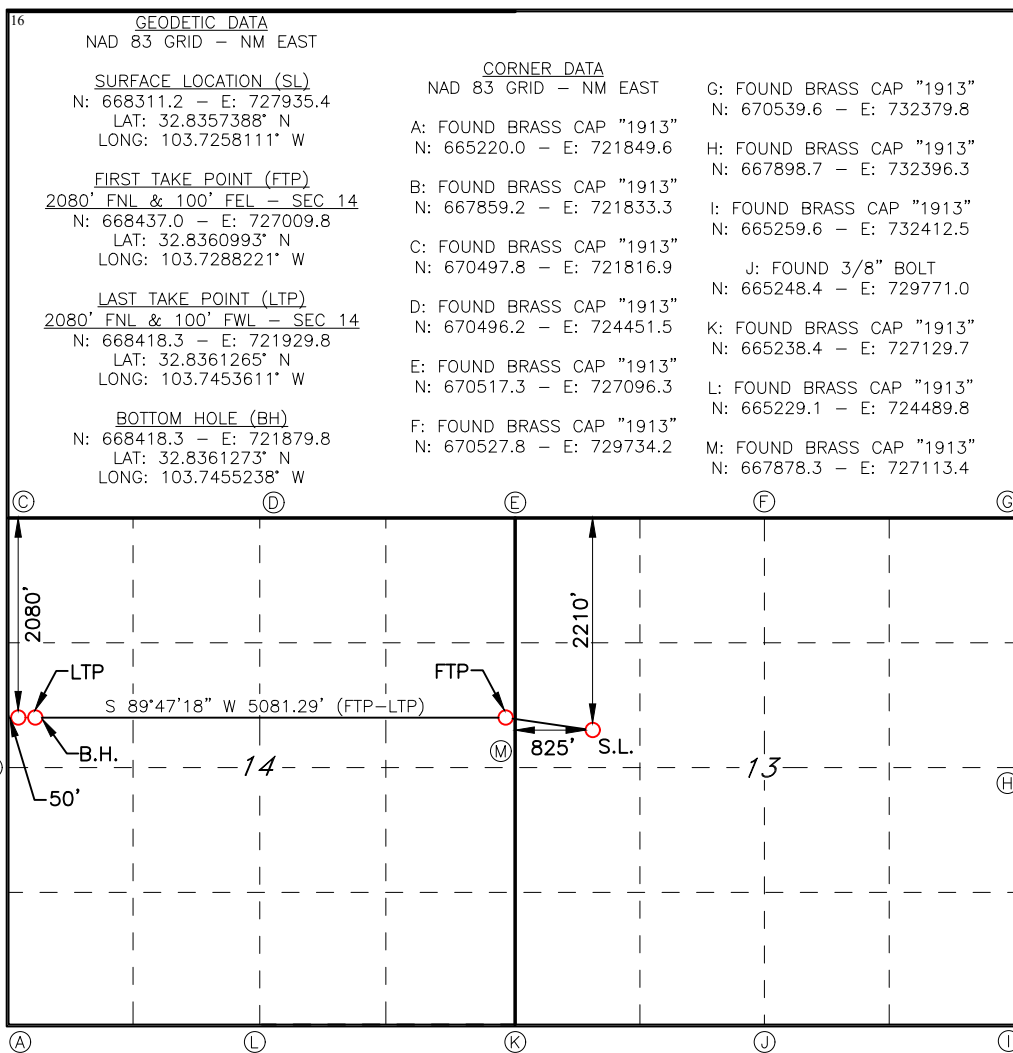 16
GEODETIC DATA
NAD 83 GRID – NM EAST
SURFACE LOCATION (SL)
N: 668311.2 – E: 727935.4
LAT: 32.8357388° N
LONG: 103.7258111° W
FIRST TAKE POINT (FTP)
2080' FNL & 100' FEL – SEC 14
N: 668437.0 – E: 727009.8
LAT: 32.8360993° N
LONG: 103.7288221° W
LAST TAKE POINT (LTP)
2080' FNL & 100' FWL – SEC 14
N: 668418.3 – E: 721929.8
LAT: 32.8361265° N
LONG: 103.7453611° W
BOTTOM HOLE (BH)
N: 668418.3 – E: 721879.8
LAT: 32.8361273° N
LONG: 103.7455238° W
CORNER DATA
NAD 83 GRID – NM EAST
A: FOUND BRASS CAP "1913"
N: 665220.0 – E: 721849.6
B: FOUND BRASS CAP "1913"
N: 667859.2 – E: 721833.3
C: FOUND BRASS CAP "1913"
N: 670497.8 – E: 721816.9
D: FOUND BRASS CAP "1913"
N: 670496.2 – E: 724451.5
E: FOUND BRASS CAP "1913"
N: 670517.3 – E: 727096.3
F: FOUND BRASS CAP "1913"
N: 670527.8 – E: 729734.2
G: FOUND BRASS CAP "1913"
N: 670539.6 – E: 732379.8
H: FOUND BRASS CAP "1913"
N: 667898.7 – E: 732396.3
I: FOUND BRASS CAP "1913"
N: 665259.6 – E: 732412.5
J: FOUND 3/8" BOLT
N: 665248.4 – E: 729771.0
K: FOUND BRASS CAP "1913"
N: 665238.4 – E: 727129.7
L: FOUND BRASS CAP "1913"
N: 665229.1 – E: 724489.8
M: FOUND BRASS CAP "1913"
N: 667878.3 – E: 727113.4
C D E F G
2080'
2210'
LTP
FTP
S 89°47'18" W 5081.29' (FTP–LTP)
B.H.
M
825'
S.L.
14
13
H
50'
A L K J I